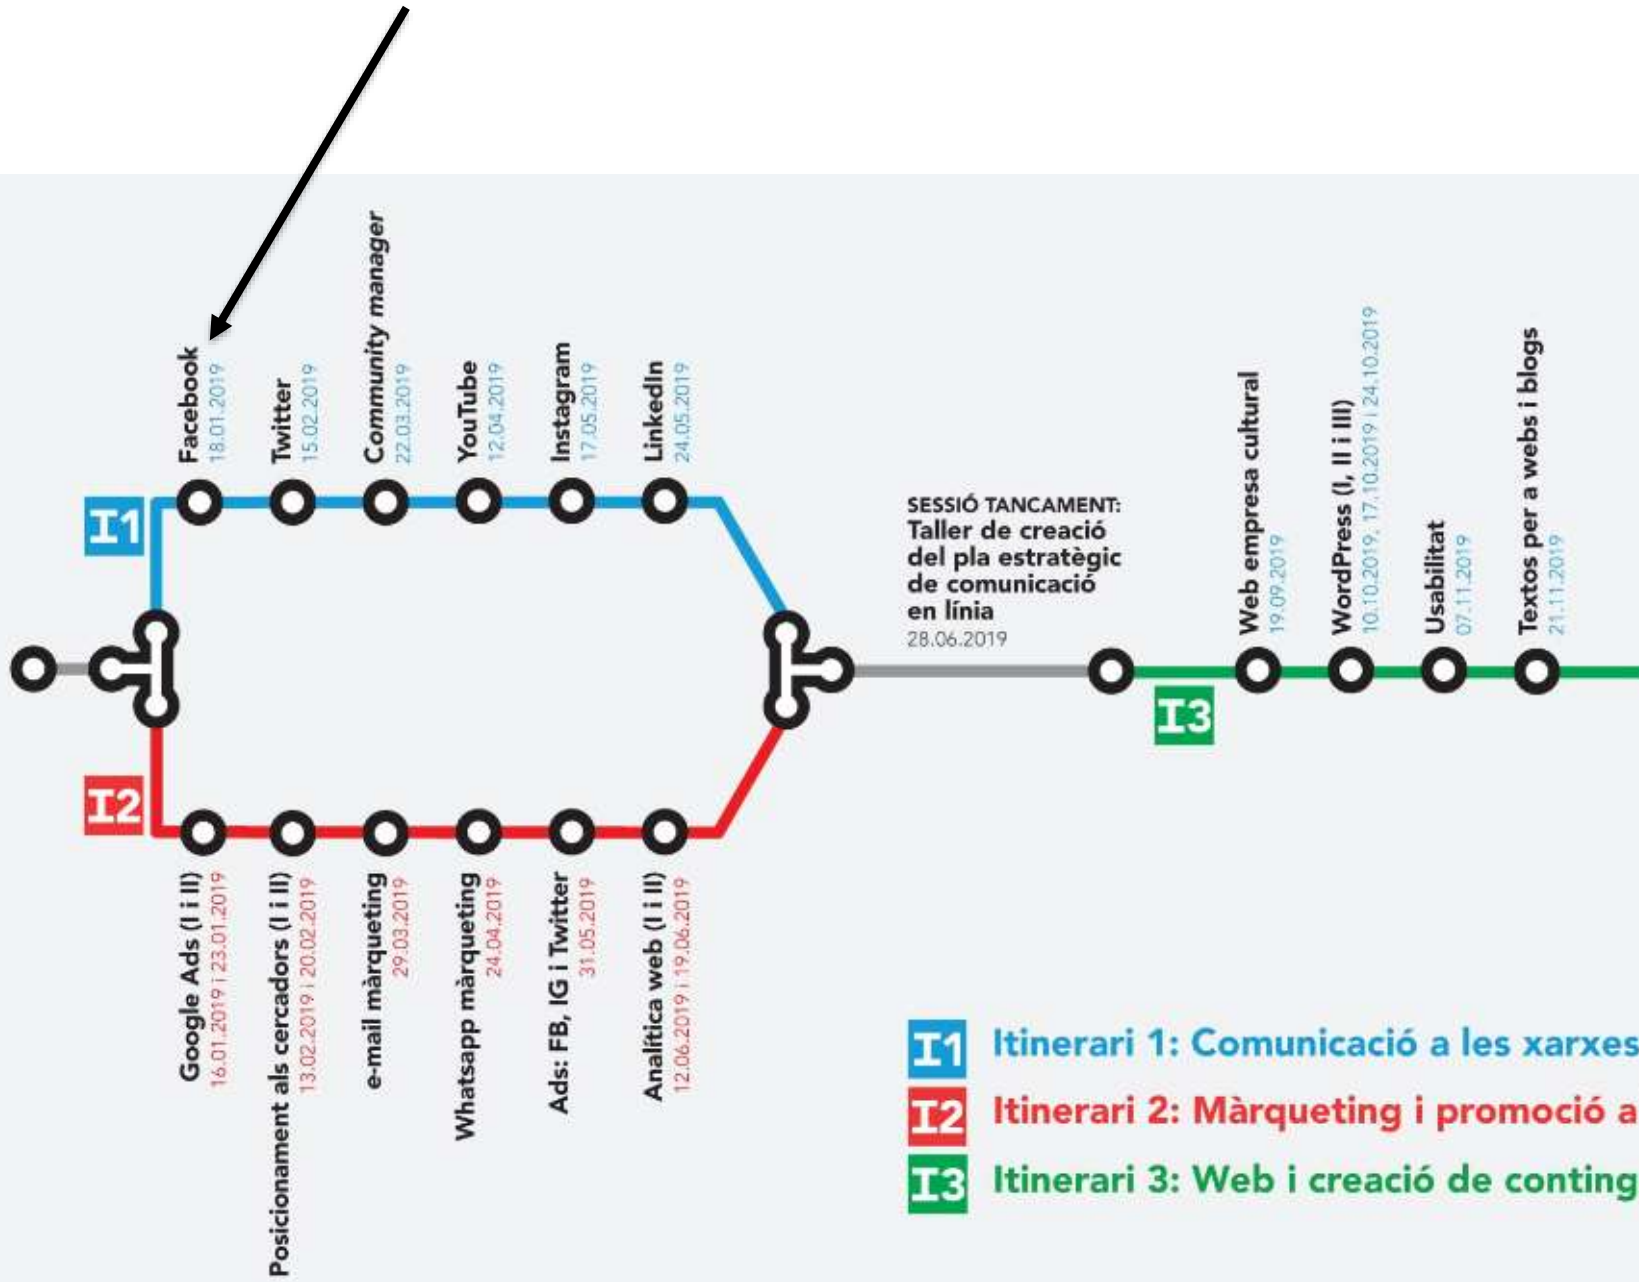 Facebook
18.01.2019
Twitter
15.02.2019
Community manager
22.03.2019
YouTube
12.04.2019
Instagram
17.05.2019
LinkedIn
24.05.2019
I1
SESSIÓ TANCAMENT:
Taller de creació
del pla estratègic
de comunicació
en línia
28.06.2019
Web empresa cultural
19.09.2019
WordPress (I, II i III)
10.10.2019, 17.10.2019 i 24.10.2019
Usabilitat
07.11.2019
Textos per a webs i blogs
21.11.2019
I3
I2
Google Ads (I i II)
16.01.2019 i 23.01.2019
Posicionament als cercadors (I i II)
13.02.2019 i 20.02.2019
e-mail màrqueting
29.03.2019
Whatsapp màrqueting
24.04.2019
Ads: FB, IG i Twitter
31.05.2019
Analítica web (I i II)
12.06.2019 i 19.06.2019
I1 Itinerari 1: Comunicació a les xarxes
I2 Itinerari 2: Màrqueting i promoció a
I3 Itinerari 3: Web i creació de conting